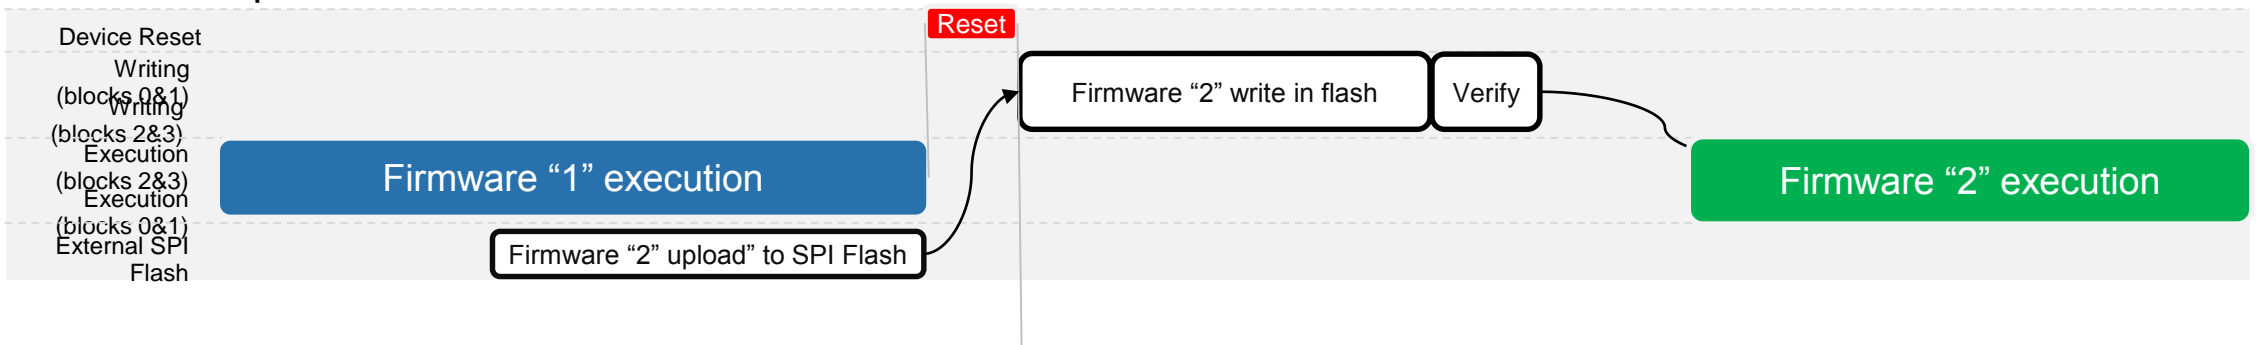 Reset
Device Reset
Writing
(blocks 0&1)
Writing
(blocks 2&3)
Firmware “2” write in flash
Verify
Execution
(blocks 2&3)
Execution
(blocks 0&1)
Firmware “1” execution
Firmware “2” execution
External SPI
Flash
Firmware “2” upload” to SPI Flash